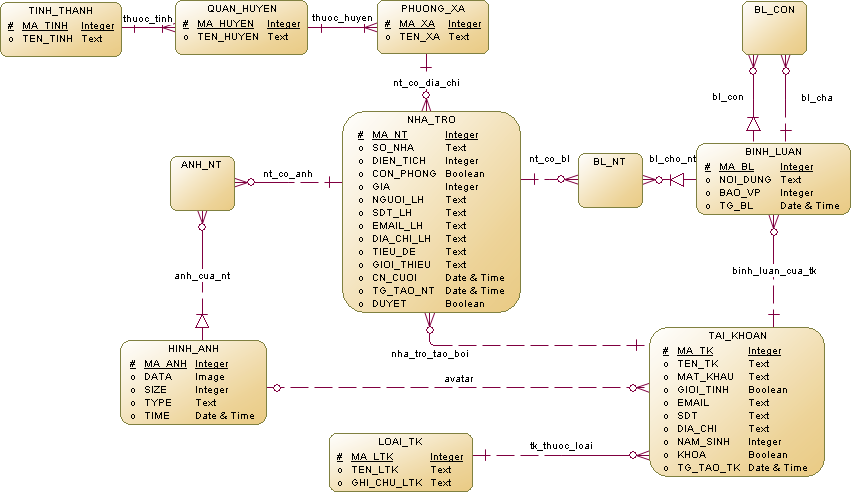 TINH_THANH
# MA_TINH Integer
o TEN_TINH Text
thuoc_tinh
QUAN_HUYEN
# MA_HUYEN Integer
o TEN_HUYEN Text
thuoc_huyen
PHUONG_XA
# MA_XA Integer
o TEN_XA Text
BL_CON
nt_co_dia_chi
bl_con
bl_cha
NHA_TRO
# MA_NT Integer
o SO_NHA Text
o DIEN_TICH Integer
o CON_PHONG Boolean
o GIA Integer
o NGUOI_LH Text
o SDT_LH Text
o EMAIL_LH Text
o DIA_CHI_LH Text
o TIEU_DE Text
o GIOI_THIEU Text
o CN_CUOI Date & Time
o TG_TAO_NT Date & Time
o DUYET Boolean
ANH_NT
nt_co_anh
nt_co_bl
BL_NT
bl_cho_nt
BINH_LUAN
# MA_BL Integer
o NOI_DUNG Text
o BAO_VP Integer
o TG_BL Date & Time
anh_cua_nt
binh_luan_cua_tk
HINH_ANH
# MA_ANH Integer
o DATA Image
o SIZE Integer
o TYPE Text
o TIME Date & Time
nha_tro_tao_boi
avatar
TAI_KHOAN
# MA_TK Integer
o TEN_TK Text
o MAT_KHAU Text
o GIOI_TINH Boolean
o EMAIL Text
o SDT Text
o DIA_CHI Text
o NAM_SINH Integer
o KHOA Boolean
o TG_TAO_TK Date & Time
LOAI_TK
# MA_LTK Integer
o TEN_LTK Text
o GHI_CHU_LTK Text
tk_thuoc_loai